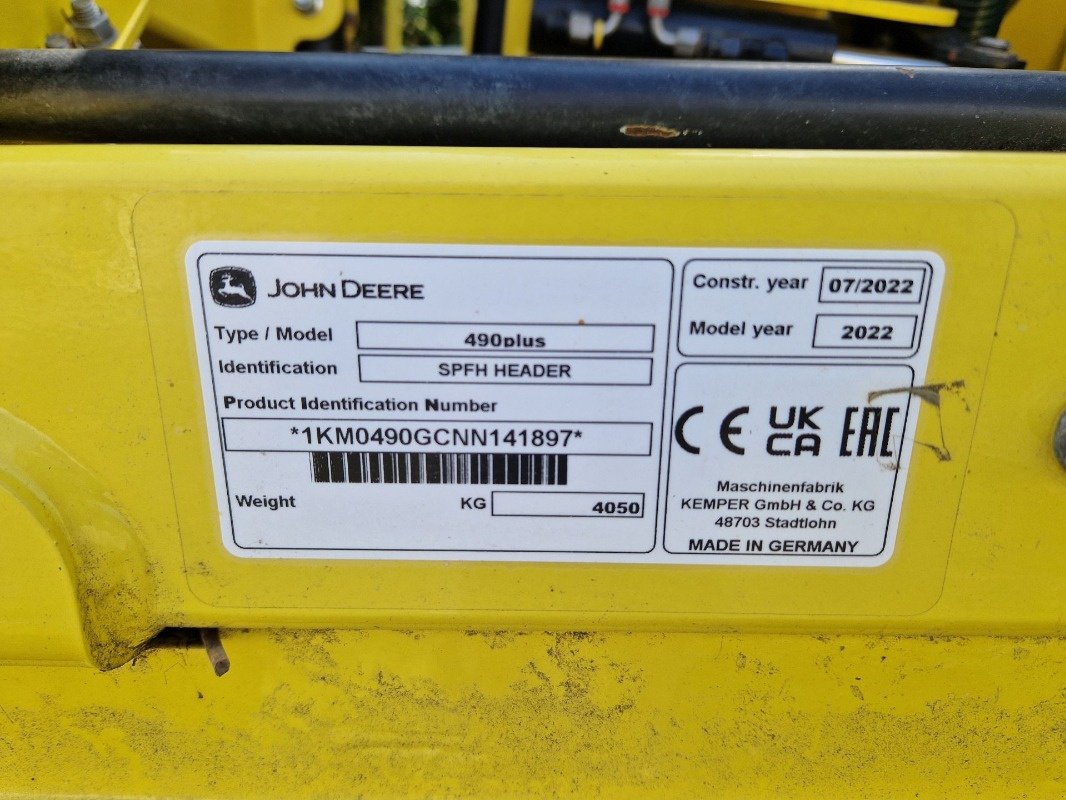 JOHN DEERE
Type / Model 490plus
Identification SPFH HEADER
Product Identification Number
*1KM0490GCNN141897*
Weight KG 4050
Constr. year 07/2022
Model year 2022
CE UK CA EAC
Maschinenfabrik
KEMPER GmbH & Co. KG
48703 Stadtlohn
MADE IN GERMANY